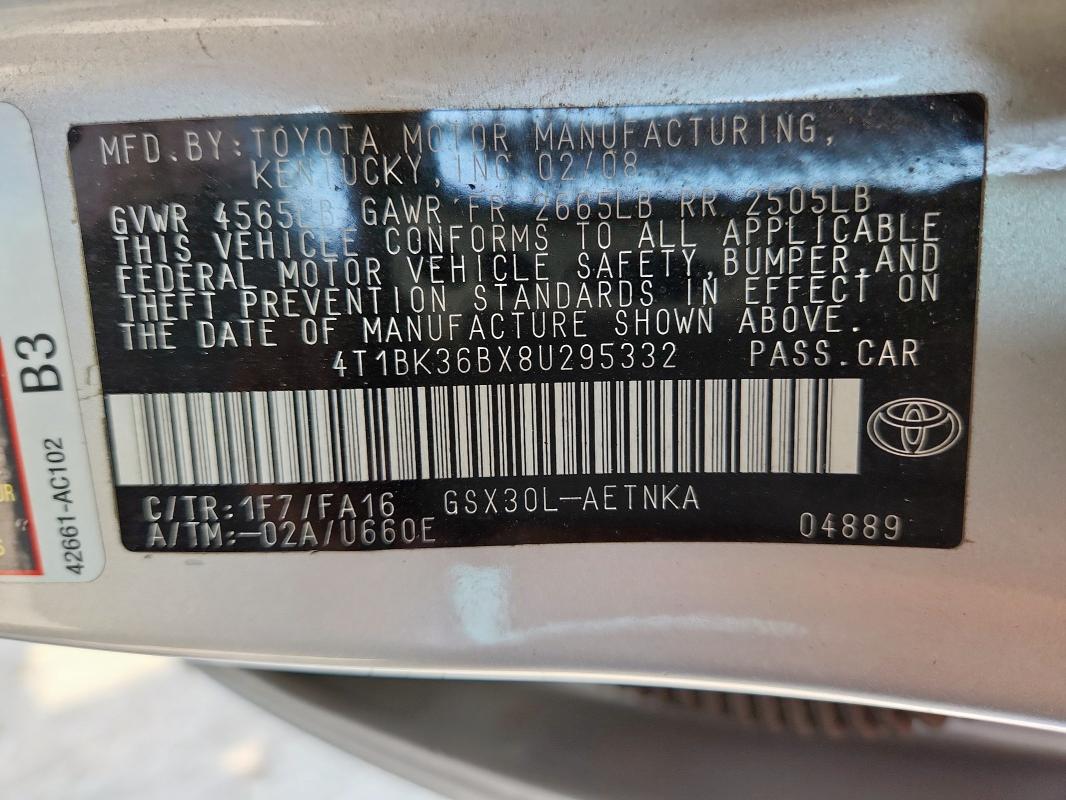 MFD.BY:TOYOTA MOTOR MANUFACTURING,
KENTUCKY,INC 02/08
GVWR 4565LB GAWR FR 2665LB RR 2505LB
THIS VEHICLE CONFORMS TO ALL APPLICABLE
FEDERAL MOTOR VEHICLE SAFETY,BUMPER,AND
THEFT PREVENTION STANDARDS IN EFFECT ON
THE DATE OF MANUFACTURE SHOWN ABOVE.
4T1BK36BX8U295332 PASS.CAR
C/TR:1F7/FA16 GSX30L-AETNKA
A/TM:-02A/U660E 04889
B3
42661-AC102